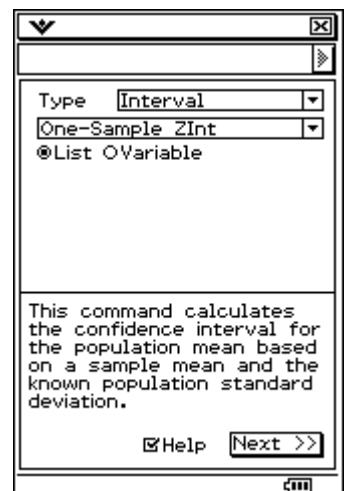 Type Interval
One-Sample ZInt
List Variable
This command calculates
the confidence interval for
the population mean based
on a sample mean and the
known population standard
deviation.
Help Next >>